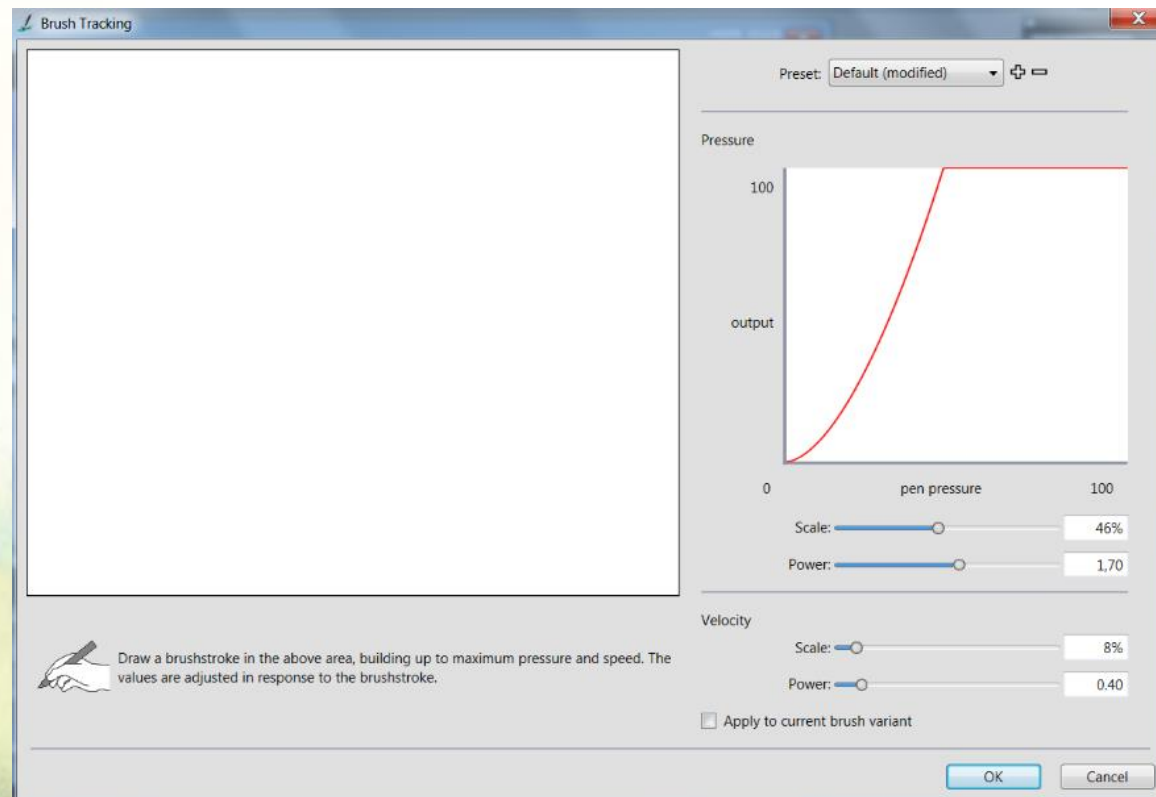 Brush Tracking
Preset: Default (modified)
Pressure
100
output
0 pen pressure 100
Scale: 46%
Power: 1,70
Velocity
Scale: 8%
Power: 0.40
Apply to current brush variant
Draw a brushstroke in the above area, building up to maximum pressure and speed. The
values are adjusted in response to the brushstroke.
OK Cancel